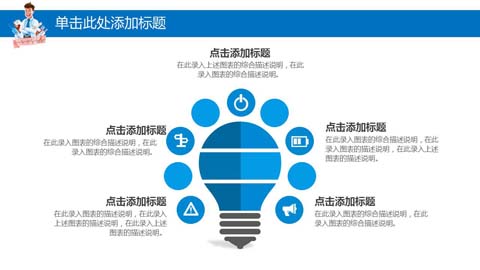 单击此处添加标题
点击添加标题
在此录入上述图表的综合描述说明，在此
录入图表的综合描述说明。
点击添加标题
在此录入图表的综合描述说明，在此
录入图表的综合描述说明。
点击添加标题
在此录入图表的综合描述说明，在此
录入图表的描述说明，在此录入上述
图表的描述说明。
点击添加标题
在此录入图表的描述说明，在此录入
上述图表的描述说明，在此录入上述
图表的描述说明。
点击添加标题
在此录入图表的综合描述说明，在此
录入图表的综合描述说明。